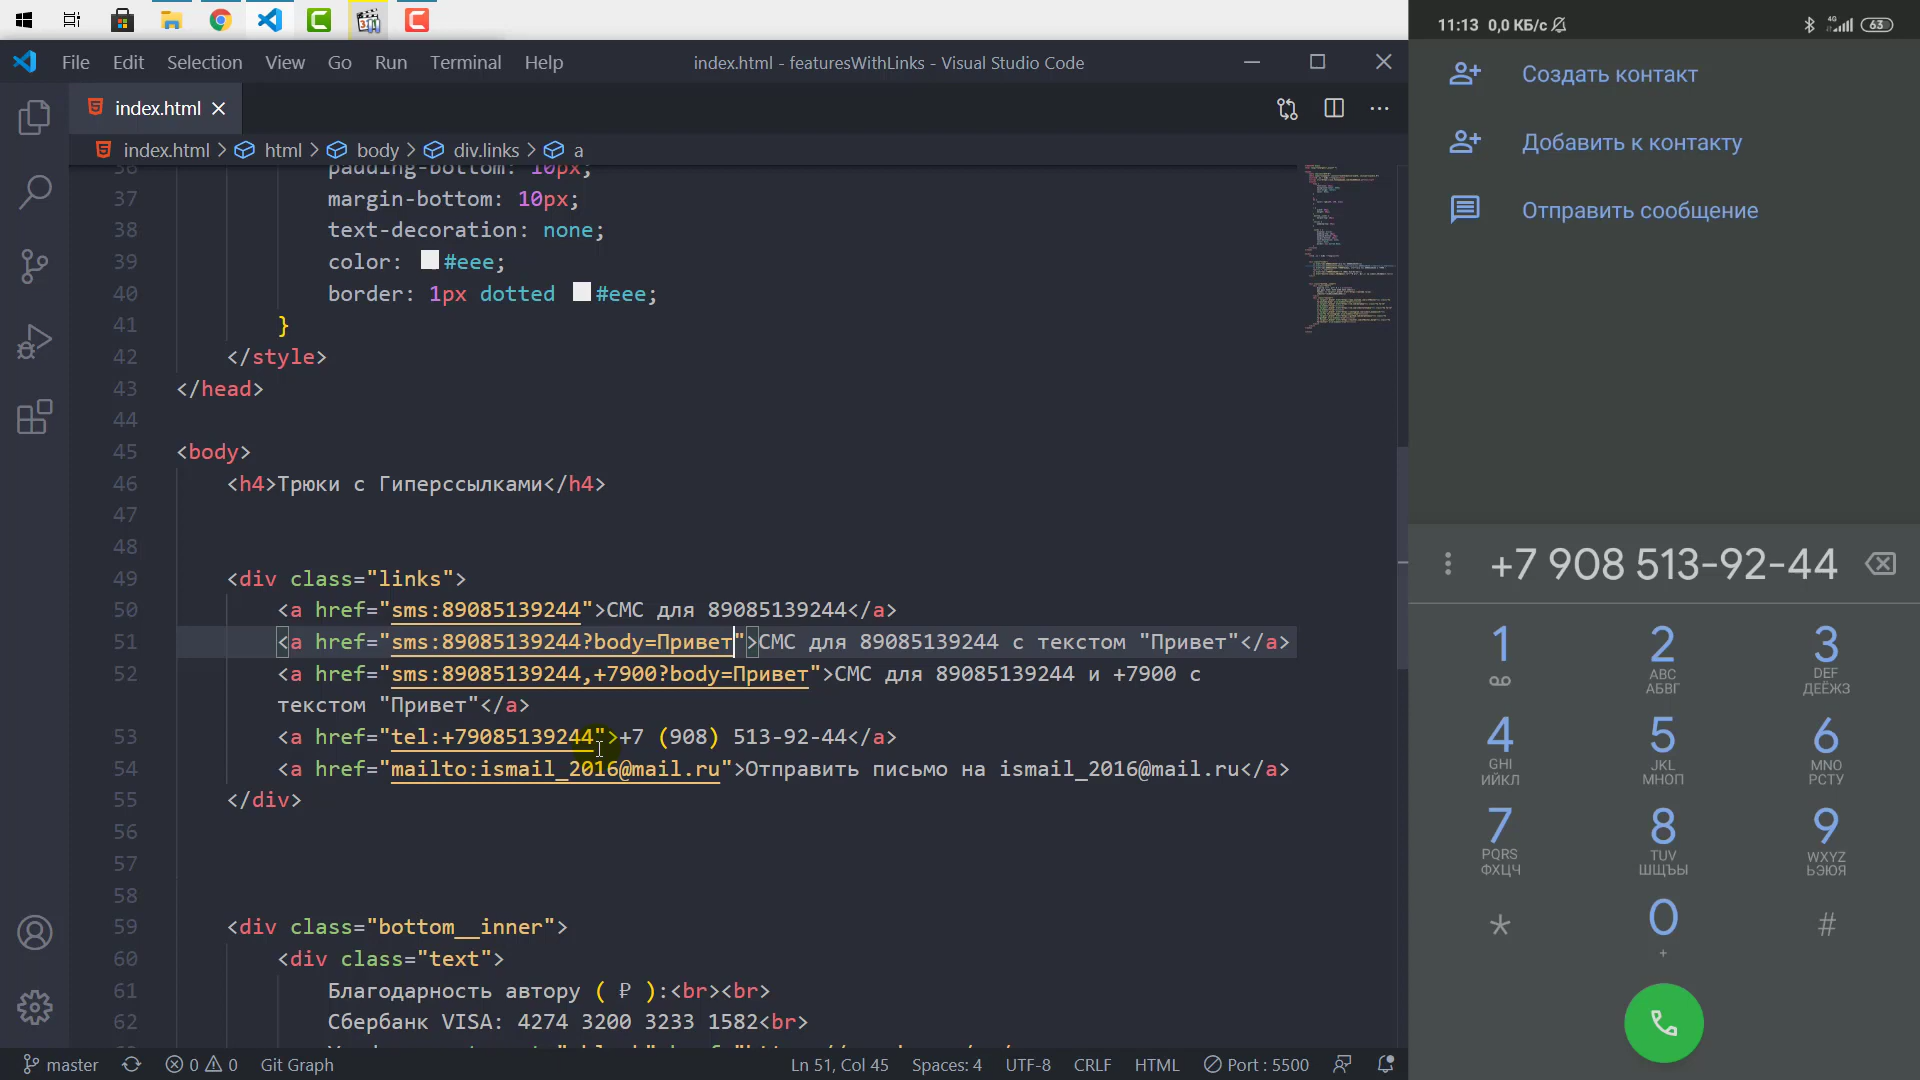 File Edit Selection View Go Run Terminal Help
index.html - featuresWithLinks - Visual Studio Code
index.html
index.html > html > body > div.links > a
36 padding-bottom: 10px;
37 margin-bottom: 10px;
38 text-decoration: none;
39 color: #eee;
40 border: 1px dotted #eee;
41 }
42 </style>
43 </head>
44
45 <body>
46 <h4>Трюки с Гиперссылками</h4>
47
48
49 <div class="links">
50 <a href="sms:89085139244">СМС для 89085139244</a>
51 <a href="sms:89085139244?body=Привет">СМС для 89085139244 с текстом "Привет"</a>
52 <a href="sms:89085139244,+7900?body=Привет">СМС для 89085139244 и +7900 с
текстом "Привет"</a>
53 <a href="tel:+79085139244">+7 (908) 513-92-44</a>
54 <a href="mailto:ismail_2016@mail.ru">Отправить письмо на ismail_2016@mail.ru</a>
55 </div>
56
57
58
59 <div class="bottom__inner">
60 <div class="text">
61 Благодарность автору ( ₽ ):<br><br>
62 Сбербанк VISA: 4274 3200 3233 1582<br>
master 0 0 Git Graph
Ln 51, Col 45 Spaces: 4 UTF-8 CRLF HTML Port : 5500
11:13 0,0 КБ/с 4G 63
Создать контакт
Добавить к контакту
Отправить сообщение
+7 908 513-92-44
1 2 3
ABC DEF
АБВГ ДЕЁЖЗ
4 5 6
GHI JKL MNO
ИЙКЛ МНОП РСТУ
7 8 9
PQRS TUV WXYZ
ФХЦЧ ШЩЪЫ ЬЭЮЯ
* 0 #
+